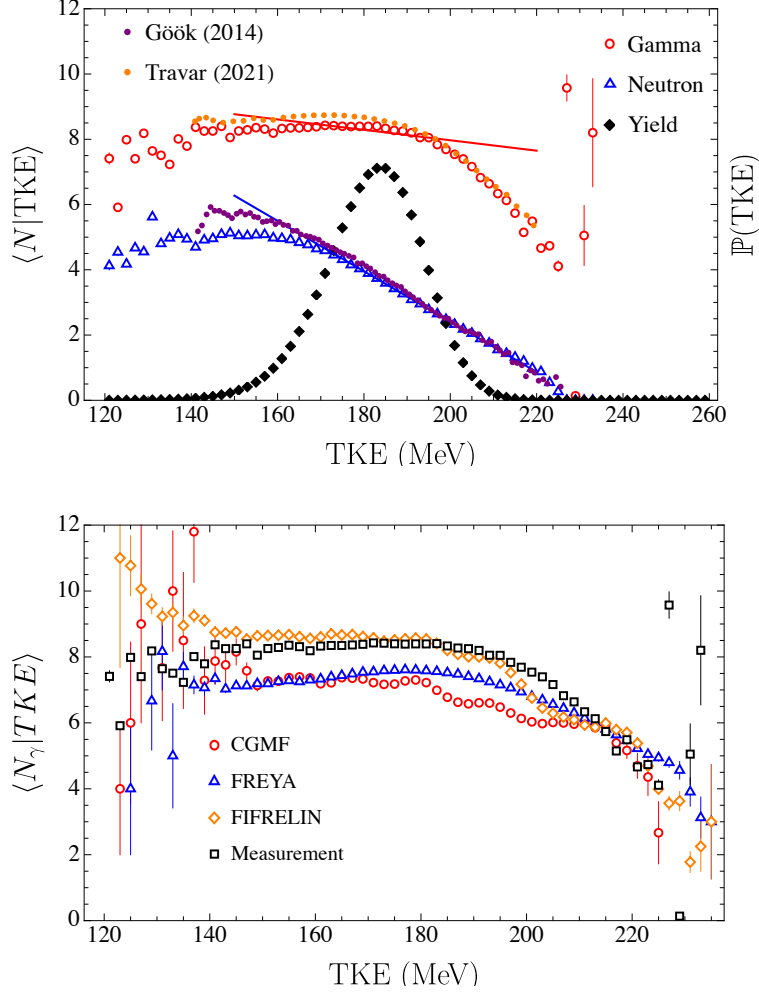 12
10
8
6
4
2
0
⟨N|TKE⟩
Göök (2014)
Travar (2021)
Gamma
Neutron
Yield
ℙ(TKE)
121 140 160 180 200 220 240 260
TKE (MeV)
12
10
8
6
4
2
0
⟨Nγ|TKE⟩
CGMF
FREYA
FIFRELIN
Measurement
120 140 160 180 200 220
TKE (MeV)